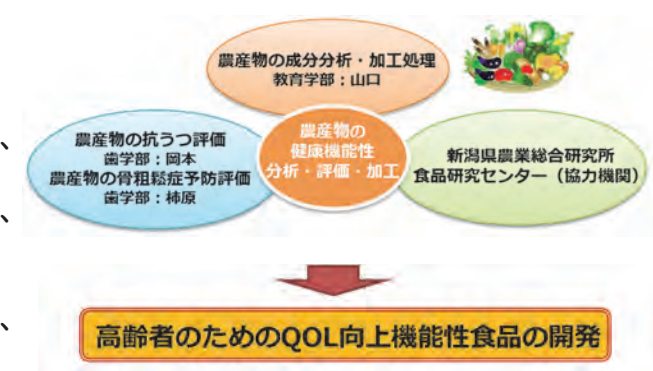 農産物の成分分析・加工処理
教育学部：山口
農産物の抗うつ評価
歯学部：岡本
農産物の骨粗鬆症予防評価
歯学部：柿原
農産物の
健康機能性
分析・評価・加工
新潟県農業総合研究所
食品研究センター（協力機関）
、
、
、
高齢者のためのQOL向上機能性食品の開発